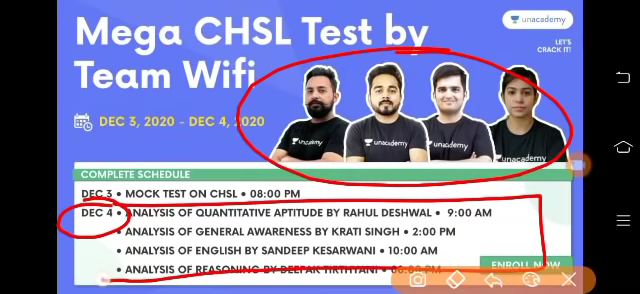 Mega CHSL Test by
Team Wifi
unacademy
LET'S
CRACK IT!
DEC 3, 2020 - DEC 4, 2020
unacademy
unacademy
unacademy
unacademy
COMPLETE SCHEDULE
DEC 3 • MOCK TEST ON CHSL • 08:00 PM
DEC 4 • ANALYSIS OF QUANTITATIVE APTITUDE BY RAHUL DESHWAL • 9:00 AM
• ANALYSIS OF GENERAL AWARENESS BY KRATI SINGH • 2:00 PM
• ANALYSIS OF ENGLISH BY SANDEEP KESARWANI • 10:00 AM
• ANALYSIS OF REASONING BY DEEPAK TIRTHYANI •
ENROLL NOW